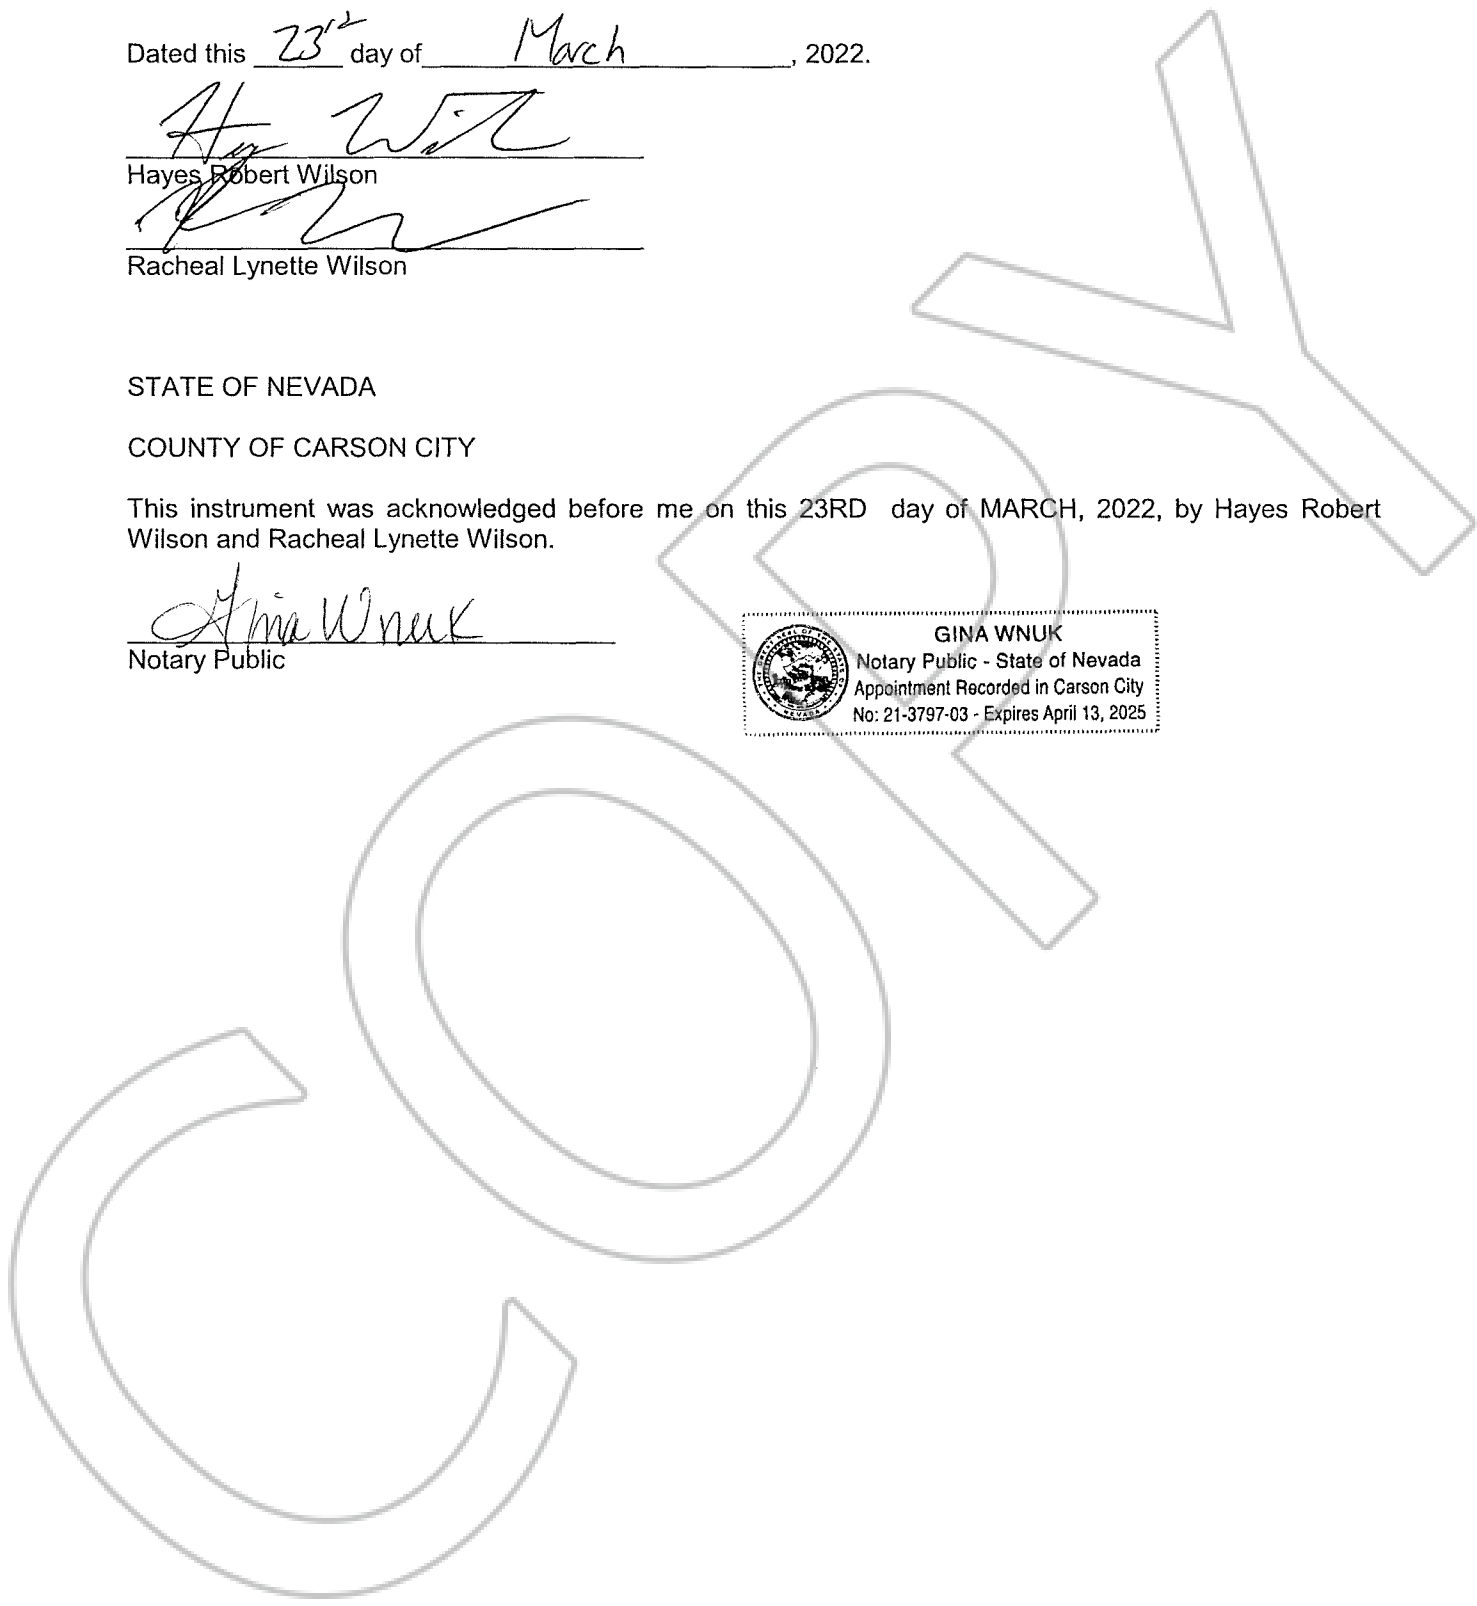 Dated this 23rd day of March, 2022.
Hayes Robert Wilson
Racheal Lynette Wilson
STATE OF NEVADA
COUNTY OF CARSON CITY
This instrument was acknowledged before me on this 23RD day of MARCH, 2022, by Hayes Robert
Wilson and Racheal Lynette Wilson.
Gina Wnuk
Notary Public
GINA WNUK
Notary Public - State of Nevada
Appointment Recorded in Carson City
No: 21-3797-03 - Expires April 13, 2025
COPY